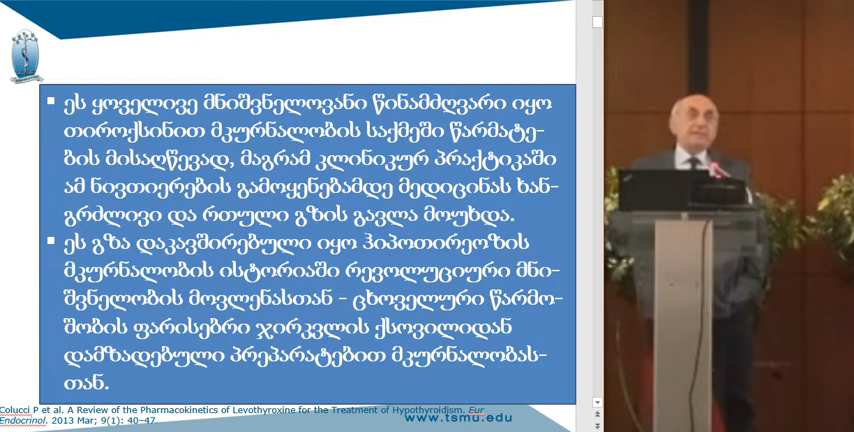 ▪ ეს ყოველივე მნიშვნელოვანი წინამძღვარი იყო
თიროქსინით მკურნალობის საქმეში წარმატე-
ბის მისაღწევად, მაგრამ კლინიკურ პრაქტიკაში
ამ ნივთიერების გამოყენებამდე მედიცინას ხან-
გრძლივი და რთული გზის გავლა მოუხდა.
▪ ეს გზა დაკავშირებული იყო ჰიპოთირეოზის
მკურნალობის ისტორიაში რევოლუციური მნი-
შვნელობის მოვლენასთან - ცხოველური წარმო-
შობის ფარისებრი ჯირკვლის ქსოვილიდან
დამზადებული პრეპარატებით მკურნალობას-
თან.
Colucci P et al. A Review of the Pharmacokinetics of Levothyroxine for the Treatment of Hypothyroidism. Eur
Endocrinol. 2013 Mar; 9(1): 40–47
www.tsmu.edu